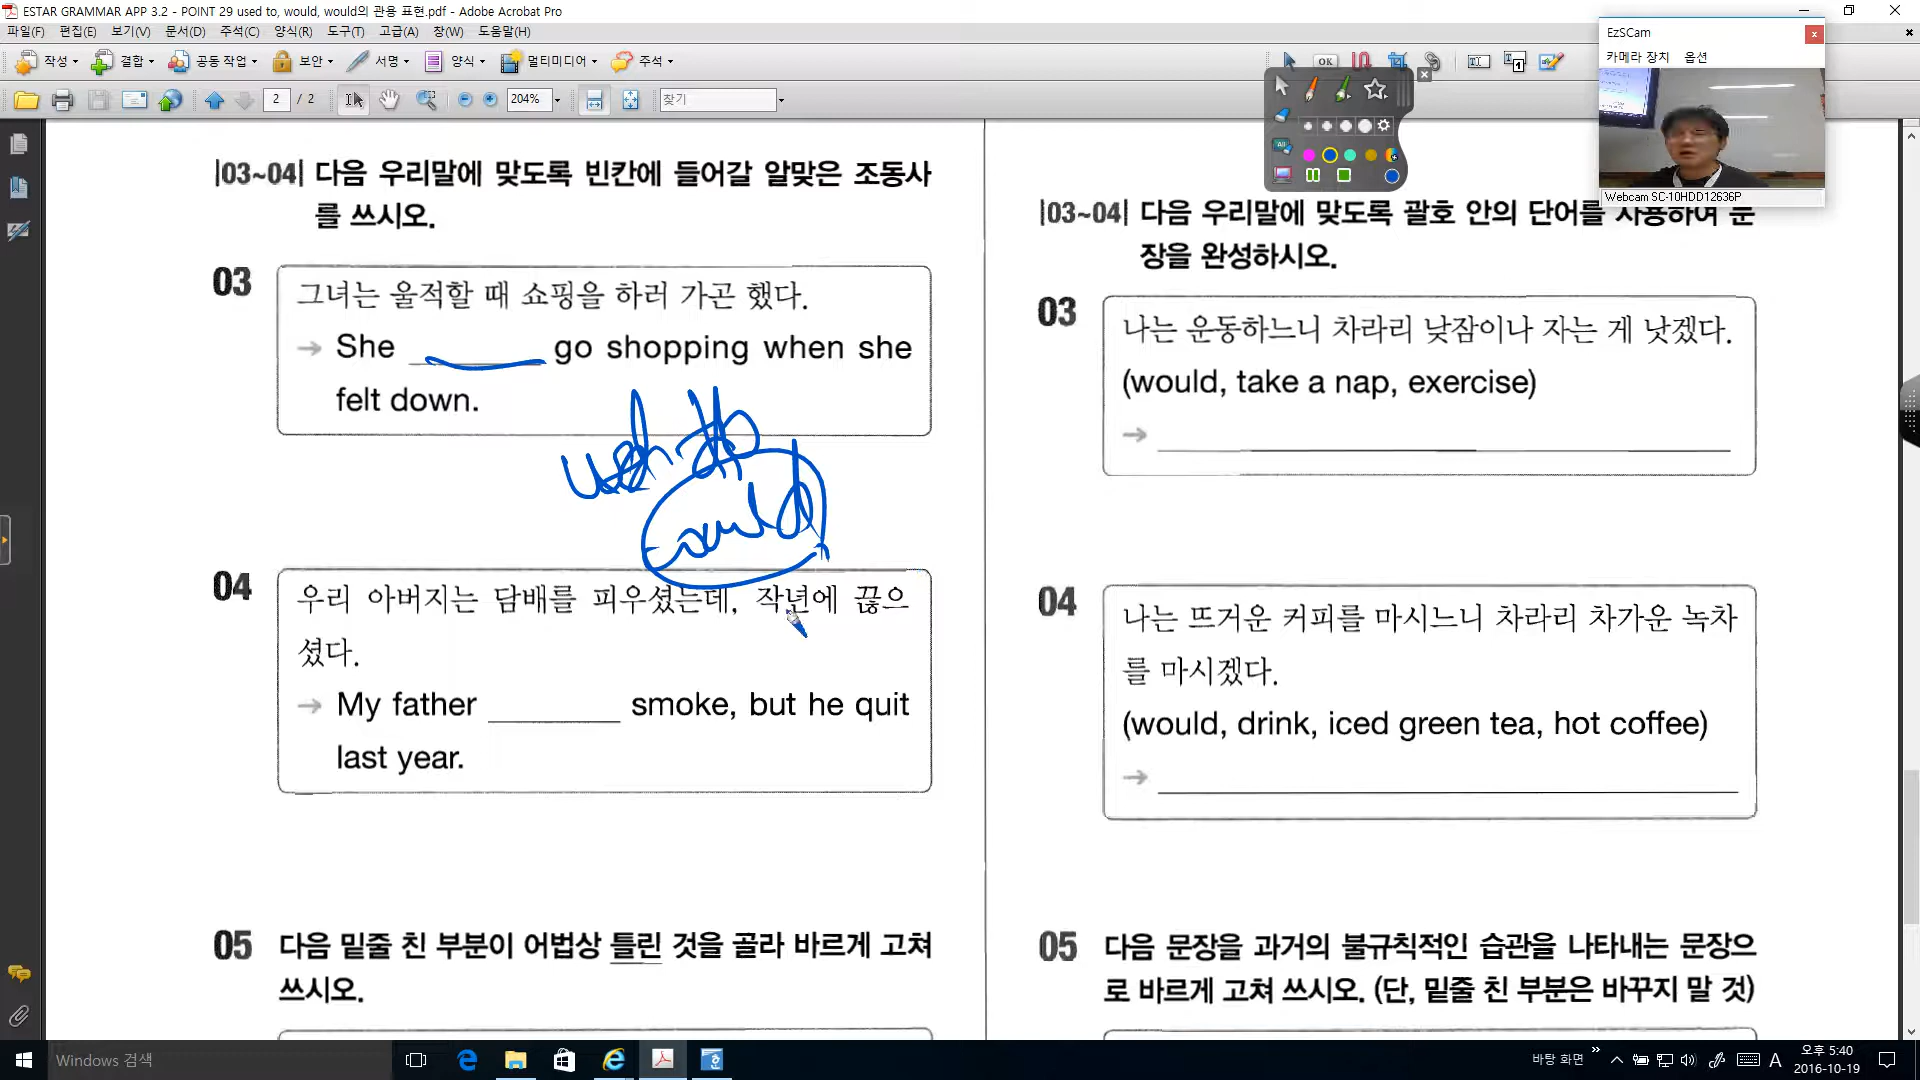 ESTAR GRAMMAR APP 3.2 - POINT 29 used to, would, would의 관용 표현.pdf - Adobe Acrobat Pro
파일(F) 편집(E) 보기(V) 문서(D) 주석(C) 양식(R) 도구(T) 고급(A) 창(W) 도움말(H)
작성 결합 공동 작업 보안 서명 양식 멀티미디어 주석
2 / 2 204% 찾기
OK
EzSCam
카메라 장치 옵션
Webcam SC-10HDD12636P
|03~04| 다음 우리말에 맞도록 빈칸에 들어갈 알맞은 조동사
를 쓰시오.
03
그녀는 울적할 때 쇼핑을 하러 가곤 했다.
→ She ________ go shopping when she
felt down.
would
04
우리 아버지는 담배를 피우셨는데, 작년에 끊으
셨다.
→ My father ________ smoke, but he quit
last year.
05 다음 밑줄 친 부분이 어법상 틀린 것을 골라 바르게 고쳐
쓰시오.
|03~04| 다음 우리말에 맞도록 괄호 안의 단어를 사용하여 문
장을 완성하시오.
03
나는 운동하느니 차라리 낮잠이나 자는 게 낫겠다.
(would, take a nap, exercise)
→
04
나는 뜨거운 커피를 마시느니 차라리 차가운 녹차
를 마시겠다.
(would, drink, iced green tea, hot coffee)
→
05 다음 문장을 과거의 불규칙적인 습관을 나타내는 문장으
로 바르게 고쳐 쓰시오. (단, 밑줄 친 부분은 바꾸지 말 것)
Windows 검색
바탕 화면
A
오후 5:40
2016-10-19